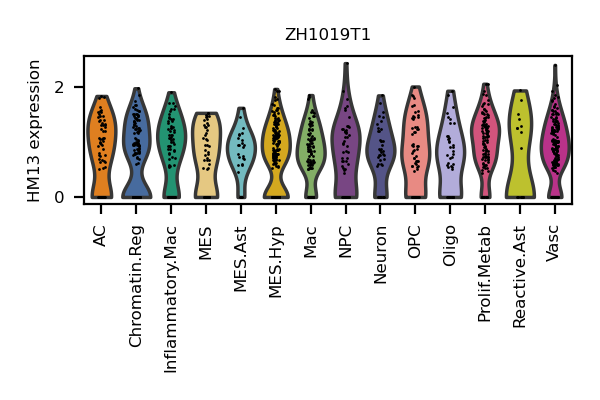 ZH1019T1
HM13 expression
2
0
AC
Chromatin.Reg
Inflammatory.Mac
MES
MES.Ast
MES.Hyp
Mac
NPC
Neuron
OPC
Oligo
Prolif.Metab
Reactive.Ast
Vasc